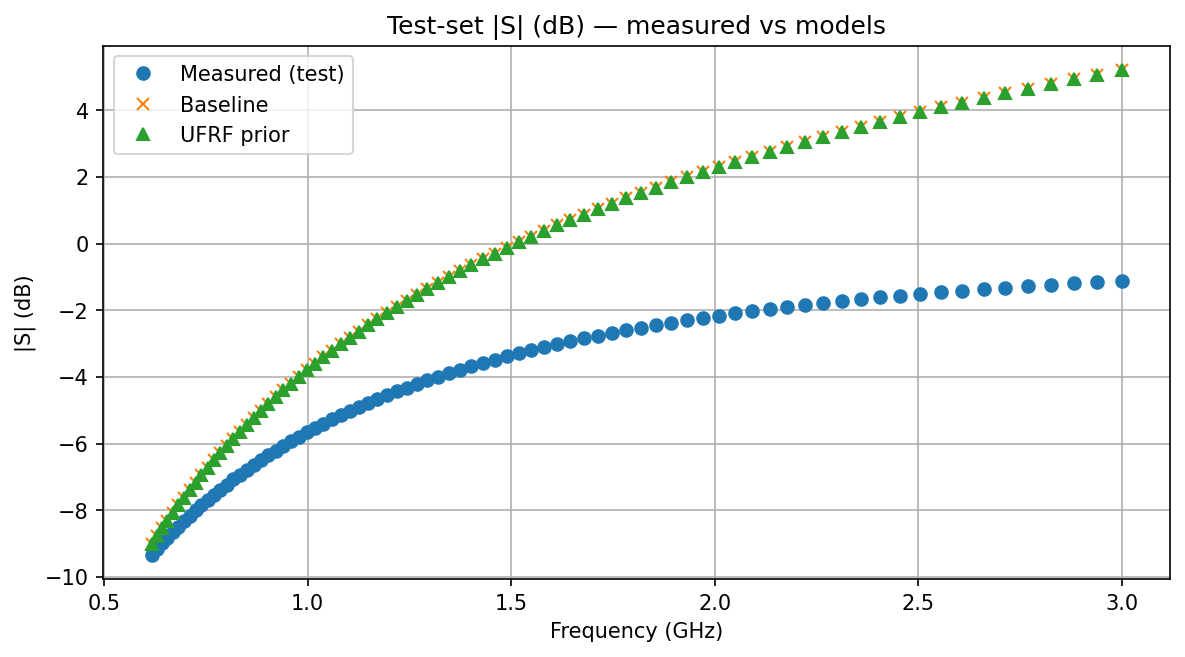 Test-set |S| (dB) — measured vs models
Measured (test)
Baseline
UFRF prior
|S| (dB)
4
2
0
−2
−4
−6
−8
−10
0.5 1.0 1.5 2.0 2.5 3.0
Frequency (GHz)